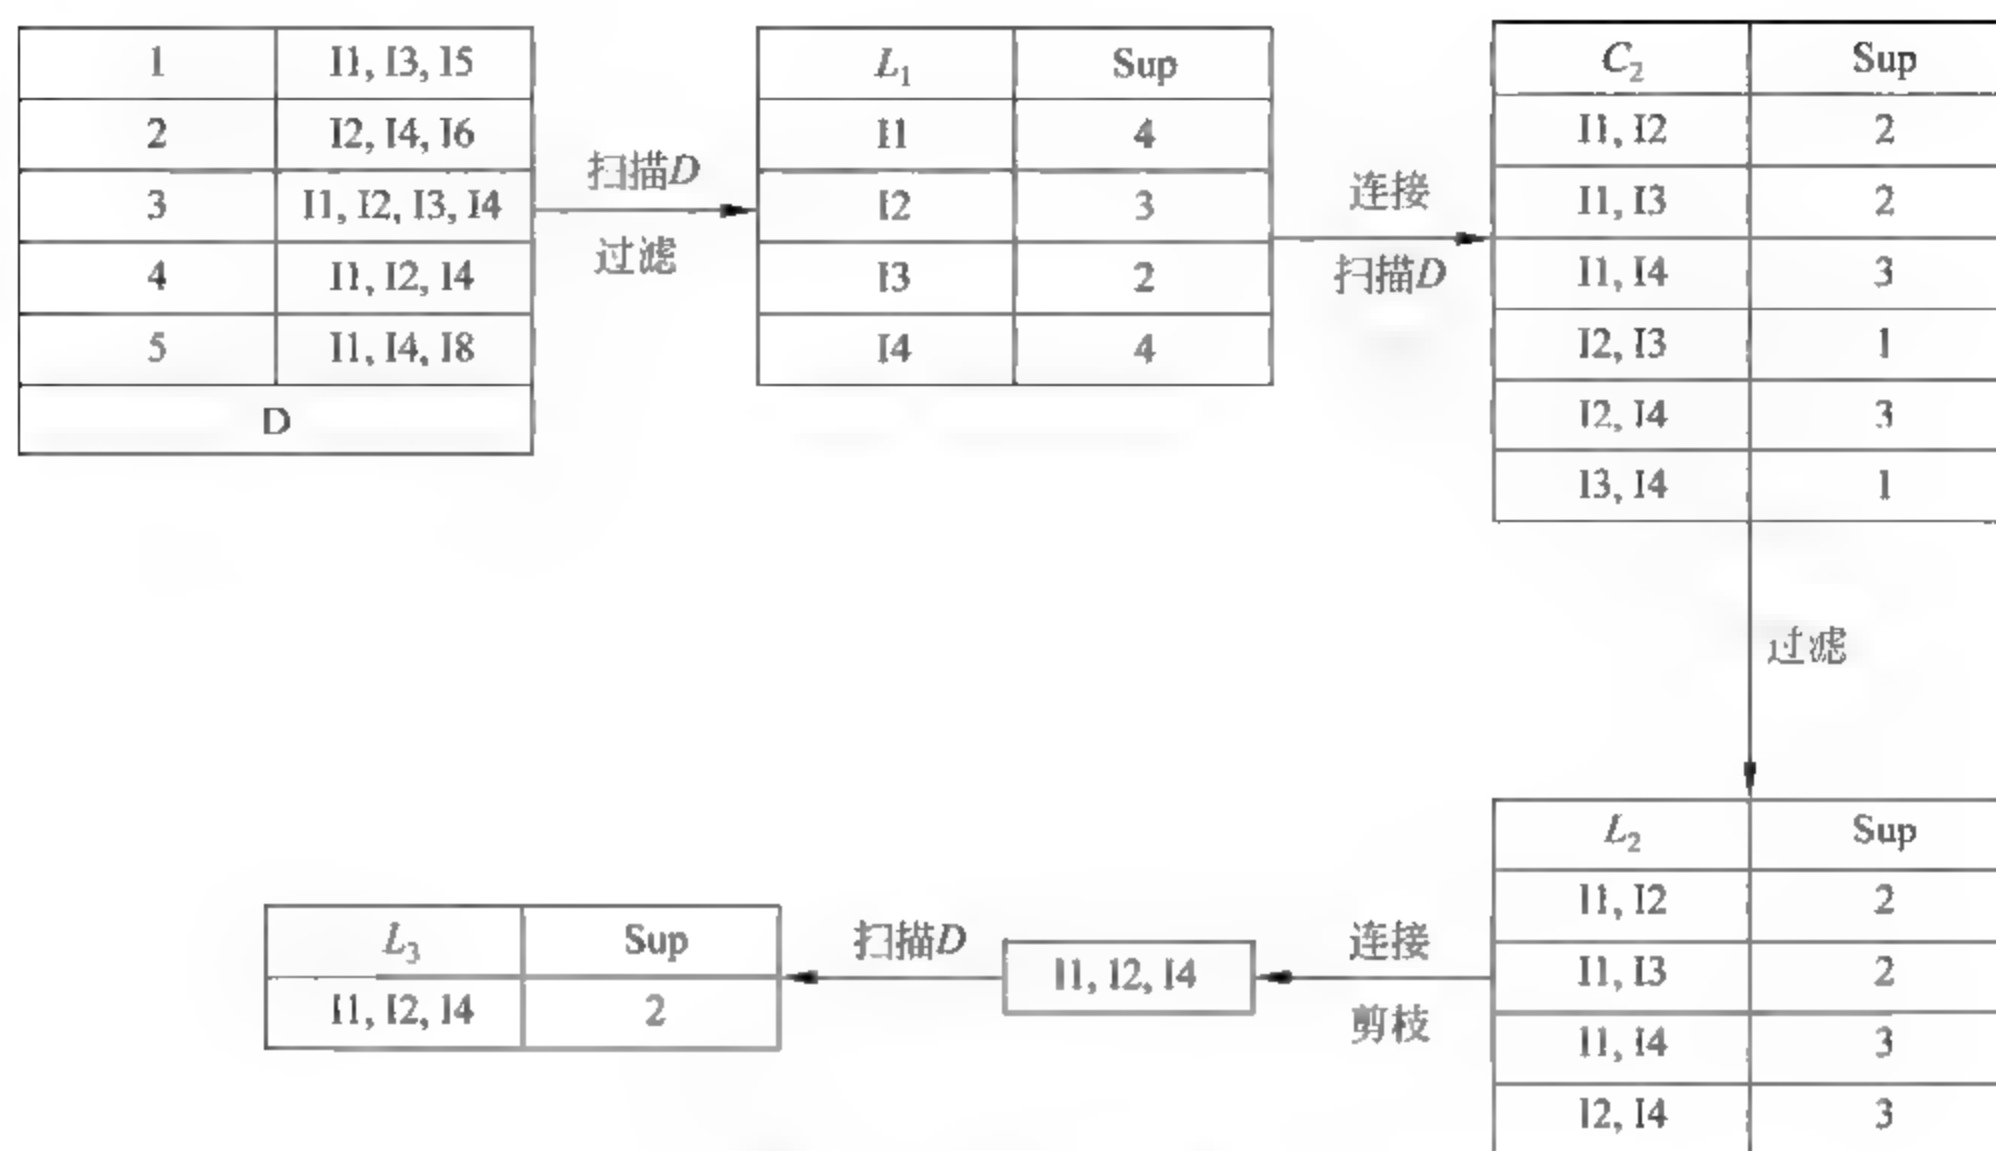 1 I1, I3, I5
2 I2, I4, I6
3 I1, I2, I3, I4
4 I1, I2, I4
5 I1, I4, I8
D
扫描D
过滤
L₁ Sup
I1 4
I2 3
I3 2
I4 4
连接
扫描D
C₂ Sup
I1, I2 2
I1, I3 2
I1, I4 3
I2, I3 1
I2, I4 3
I3, I4 1
过滤
L₂ Sup
I1, I2 2
I1, I3 2
I1, I4 3
I2, I4 3
连接
剪枝
I1, I2, I4
扫描D
L₃ Sup
I1, I2, I4 2